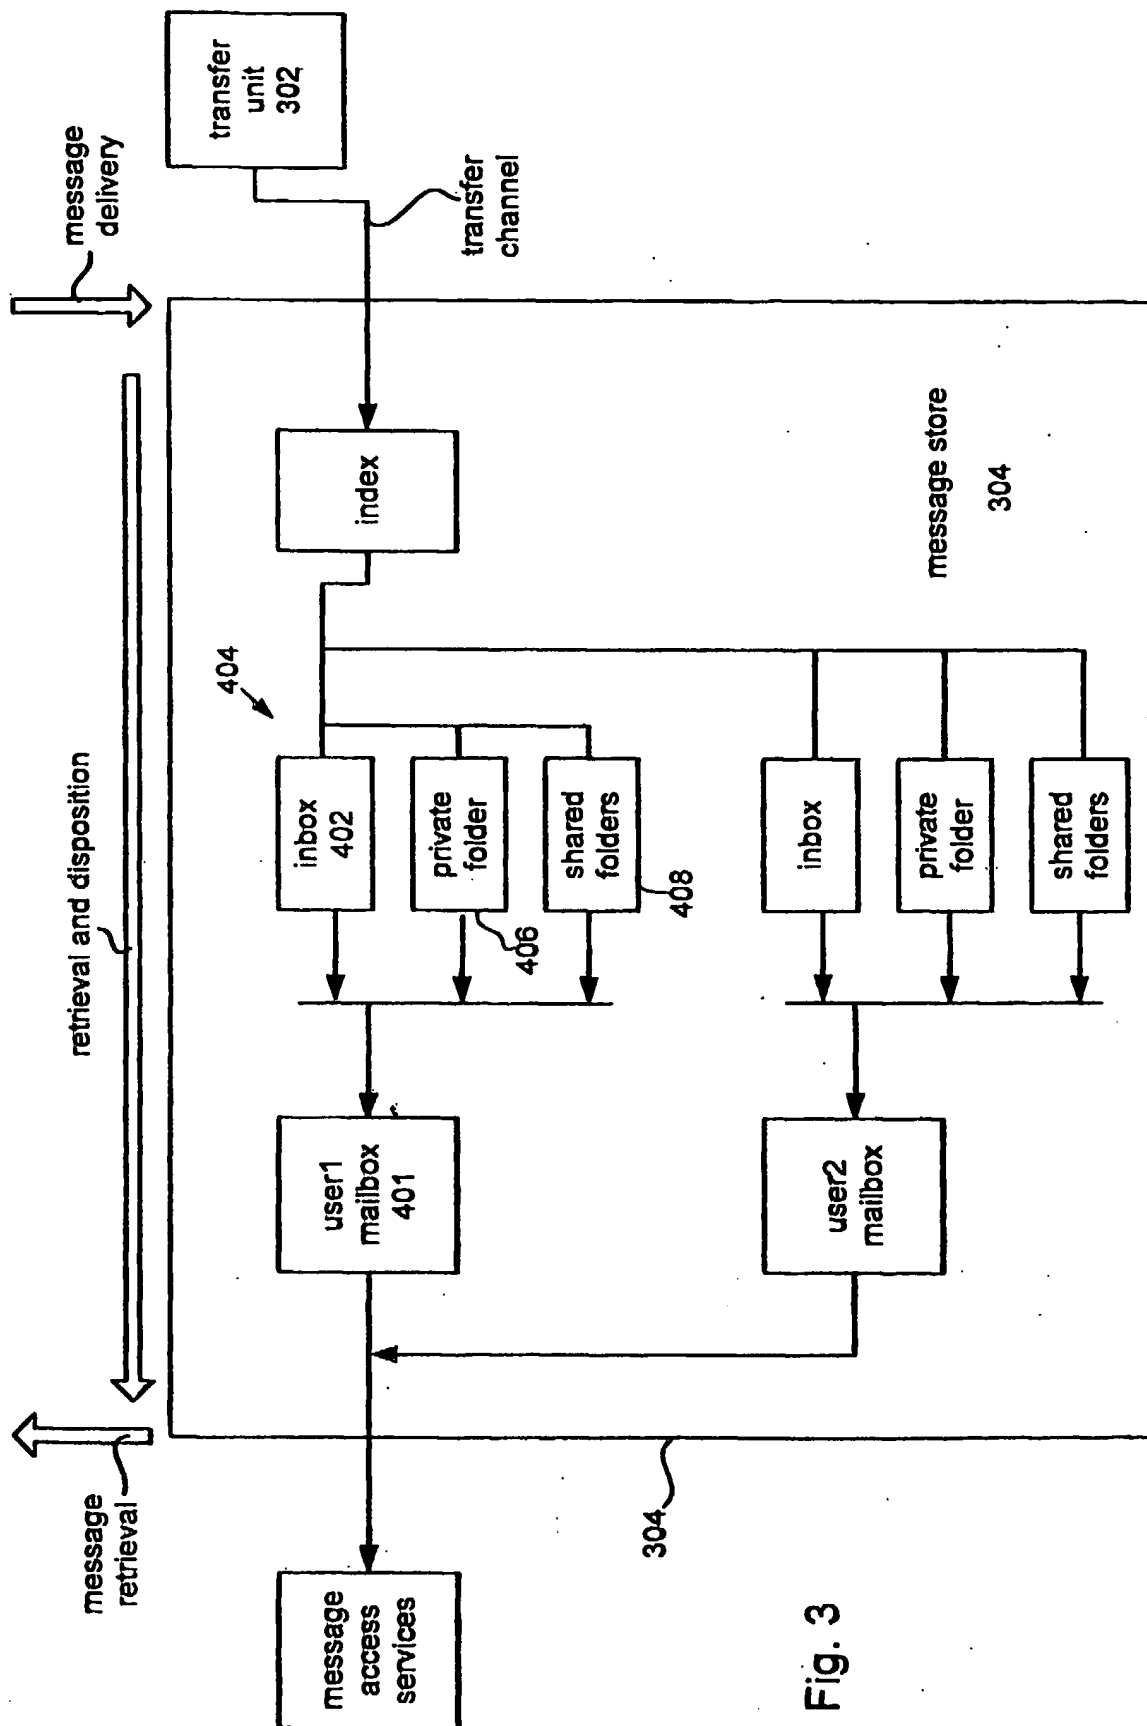 message
retrieval
retrieval and disposition
message
delivery
message
access
services
user1
mailbox
401
inbox
402
404
private
folder
406
shared
folders
408
index
transfer
unit
302
transfer
channel
user2
mailbox
inbox
private
folder
shared
folders
message store
304
304
Fig. 3